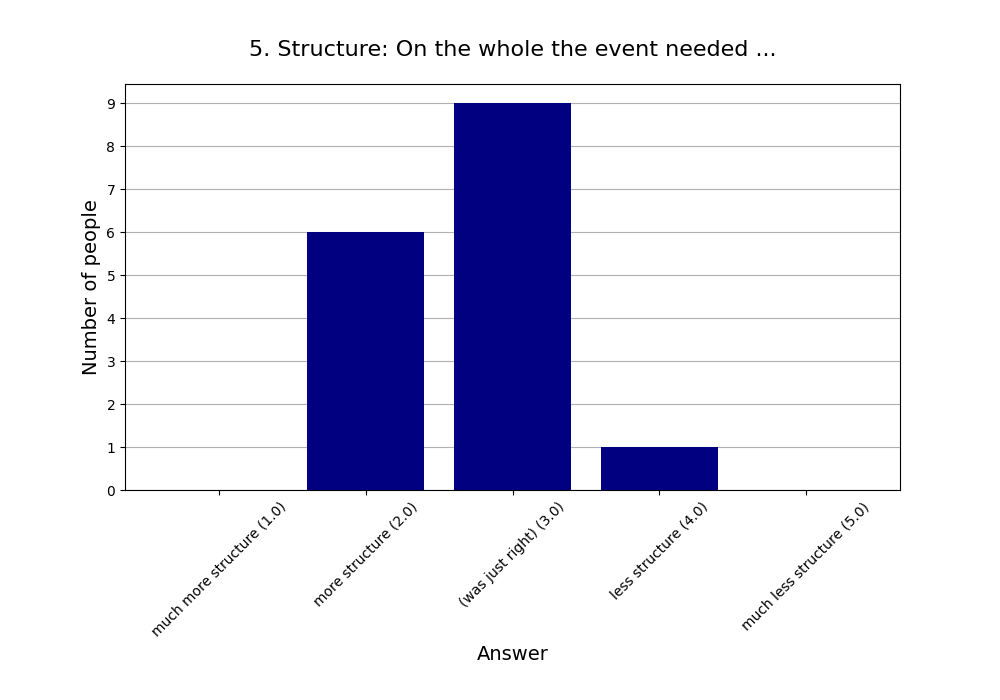 5. Structure: On the whole the event needed ...
Number of people
9
8
7
6
5
4
3
2
1
0
much more structure (1.0)
more structure (2.0)
(was just right) (3.0)
less structure (4.0)
much less structure (5.0)
Answer